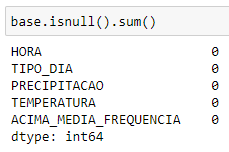 base.isnull().sum()
HORA 0
TIPO_DIA 0
PRECIPITACAO 0
TEMPERATURA 0
ACIMA_MEDIA_FREQUENCIA 0
dtype: int64